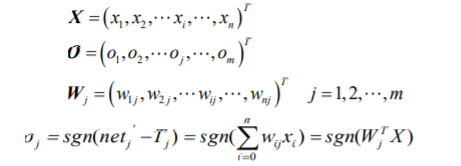 X = (x₁, x₂, ⋯ xᵢ, ⋯, xₙ)ᵀ
O = (o₁, o₂, ⋯ oⱼ, ⋯, oₘ)ᵀ
Wⱼ = (w₁ⱼ, w₂ⱼ, ⋯ wᵢⱼ, ⋯, wₙⱼ)ᵀ j = 1, 2, ⋯, m
oⱼ = sgn(netⱼ' − Tⱼ) = sgn(∑ᵢ₌₀ⁿ wᵢⱼxᵢ) = sgn(WⱼᵀX)